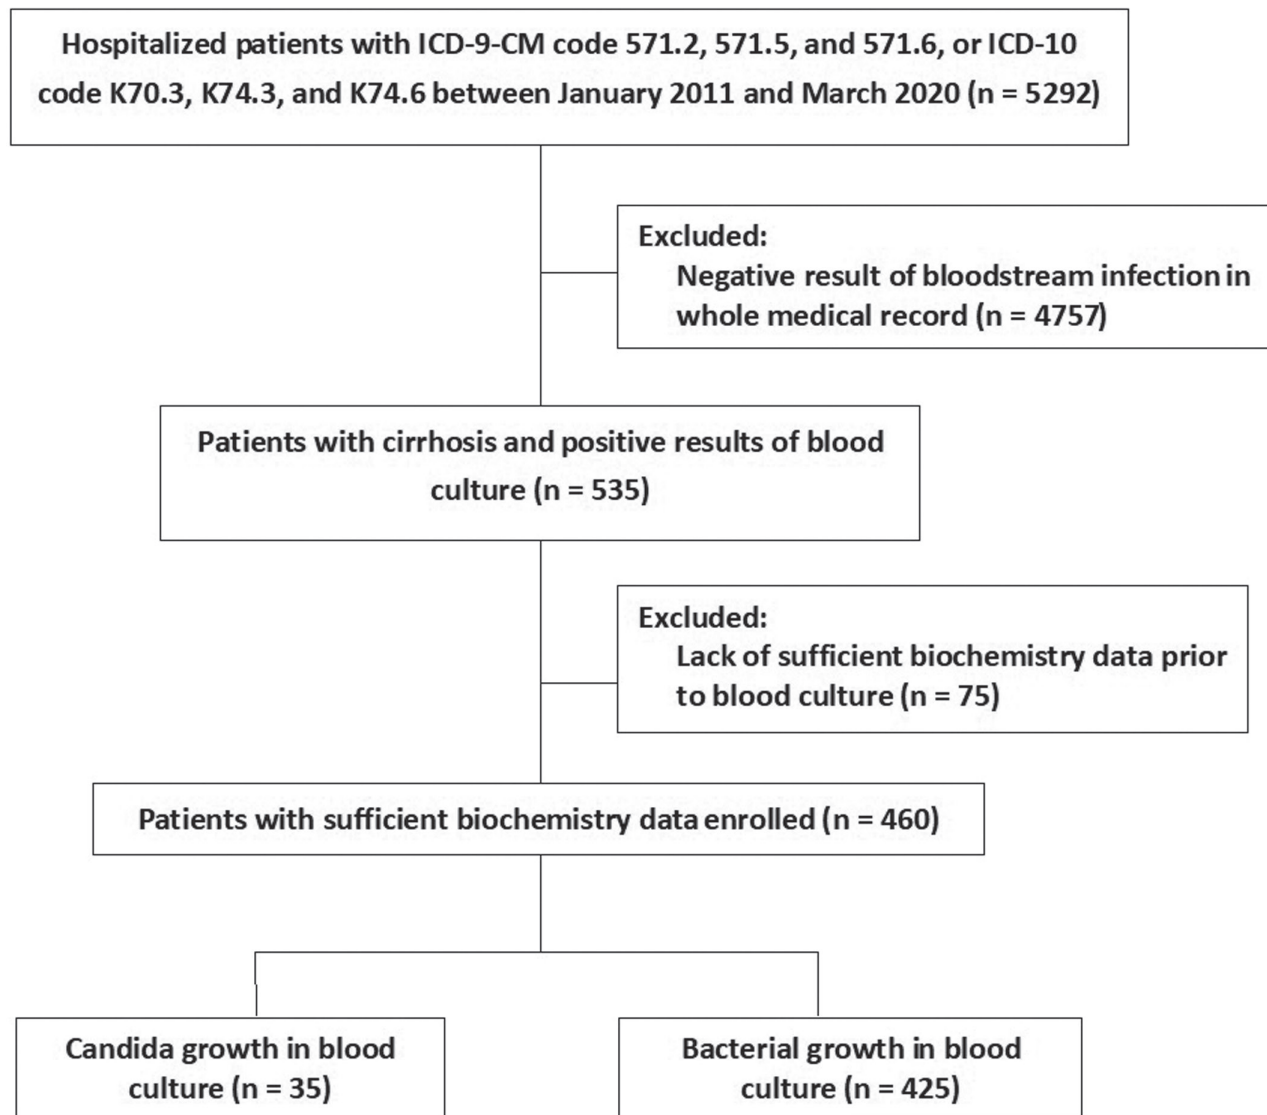 Hospitalized patients with ICD-9-CM code 571.2, 571.5, and 571.6, or ICD-10
code K70.3, K74.3, and K74.6 between January 2011 and March 2020 (n = 5292)
Excluded:
Negative result of bloodstream infection in
whole medical record (n = 4757)
Patients with cirrhosis and positive results of blood
culture (n = 535)
Excluded:
Lack of sufficient biochemistry data prior
to blood culture (n = 75)
Patients with sufficient biochemistry data enrolled (n = 460)
Candida growth in blood
culture (n = 35)
Bacterial growth in blood
culture (n = 425)